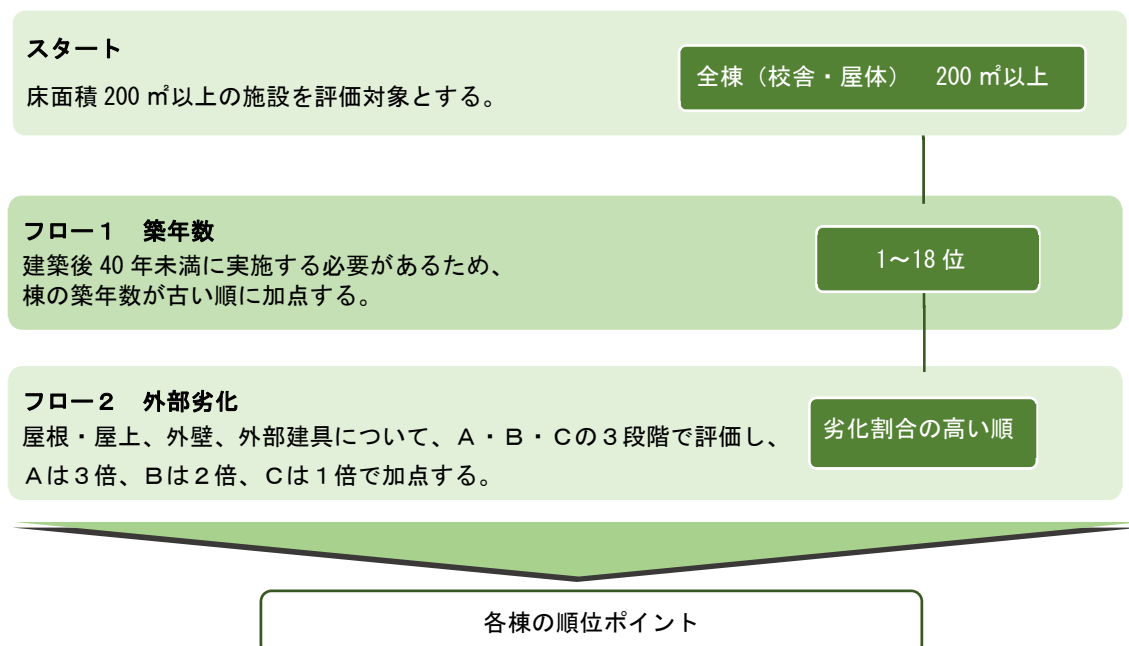 スタート
床面積 200 ㎡以上の施設を評価対象とする。
全棟（校舎・屋体）　200 ㎡以上
フロー１　築年数
建築後 40 年未満に実施する必要があるため、
棟の築年数が古い順に加点する。
1～18 位
フロー２　外部劣化
屋根・屋上、外壁、外部建具について、Ａ・Ｂ・Ｃの３段階で評価し、
Ａは３倍、Ｂは２倍、Ｃは１倍で加点する。
劣化割合の高い順
各棟の順位ポイント